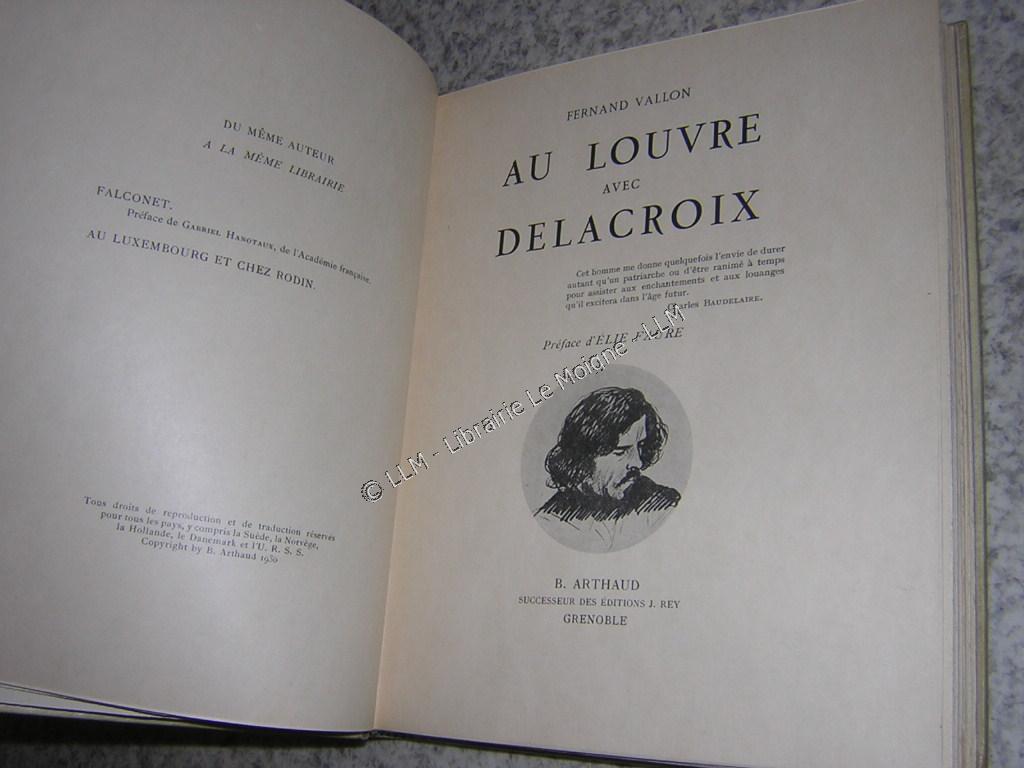 DU MÊME AUTEUR
A LA MÊME LIBRAIRIE
FALCONET.
Préface de GABRIEL HANOTAUX, de l'Académie française.
AU LUXEMBOURG ET CHEZ RODIN.
Tous droits de reproduction et de traduction réservés
pour tous les pays, y compris la Suède, la Norvège,
la Hollande, le Danemark et l'U. R. S. S.
Copyright by B. Arthaud 1930
FERNAND VALLON
AU LOUVRE
AVEC
DELACROIX
Cet homme me donne quelquefois l'envie de durer
autant qu'un patriarche ou d'être ranimé à temps
pour assister aux enchantements et aux louanges
qu'il excitera dans l'âge futur.
Charles BAUDELAIRE.
Préface d'ÉLIE FAURE
B. ARTHAUD
SUCCESSEUR DES ÉDITIONS J. REY
GRENOBLE
© LLM - Librairie Le Moigne - LLM